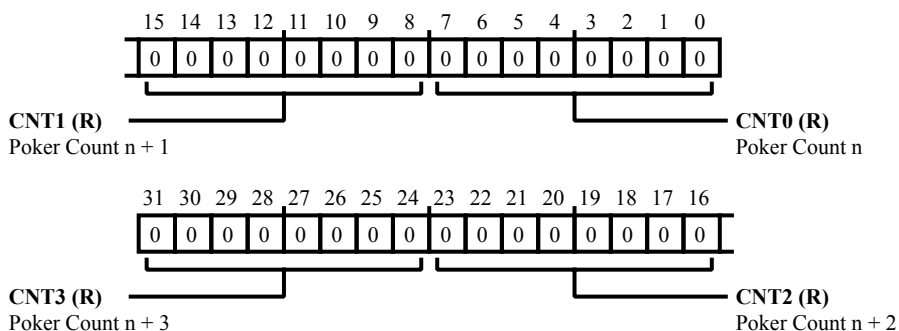 15 14 13 12 11 10 9 8 7 6 5 4 3 2 1 0
0 0 0 0 0 0 0 0 0 0 0 0 0 0 0 0
CNT1 (R) CNT0 (R)
Poker Count n + 1 Poker Count n
31 30 29 28 27 26 25 24 23 22 21 20 19 18 17 16
0 0 0 0 0 0 0 0 0 0 0 0 0 0 0 0
CNT3 (R) CNT2 (R)
Poker Count n + 3 Poker Count n + 2